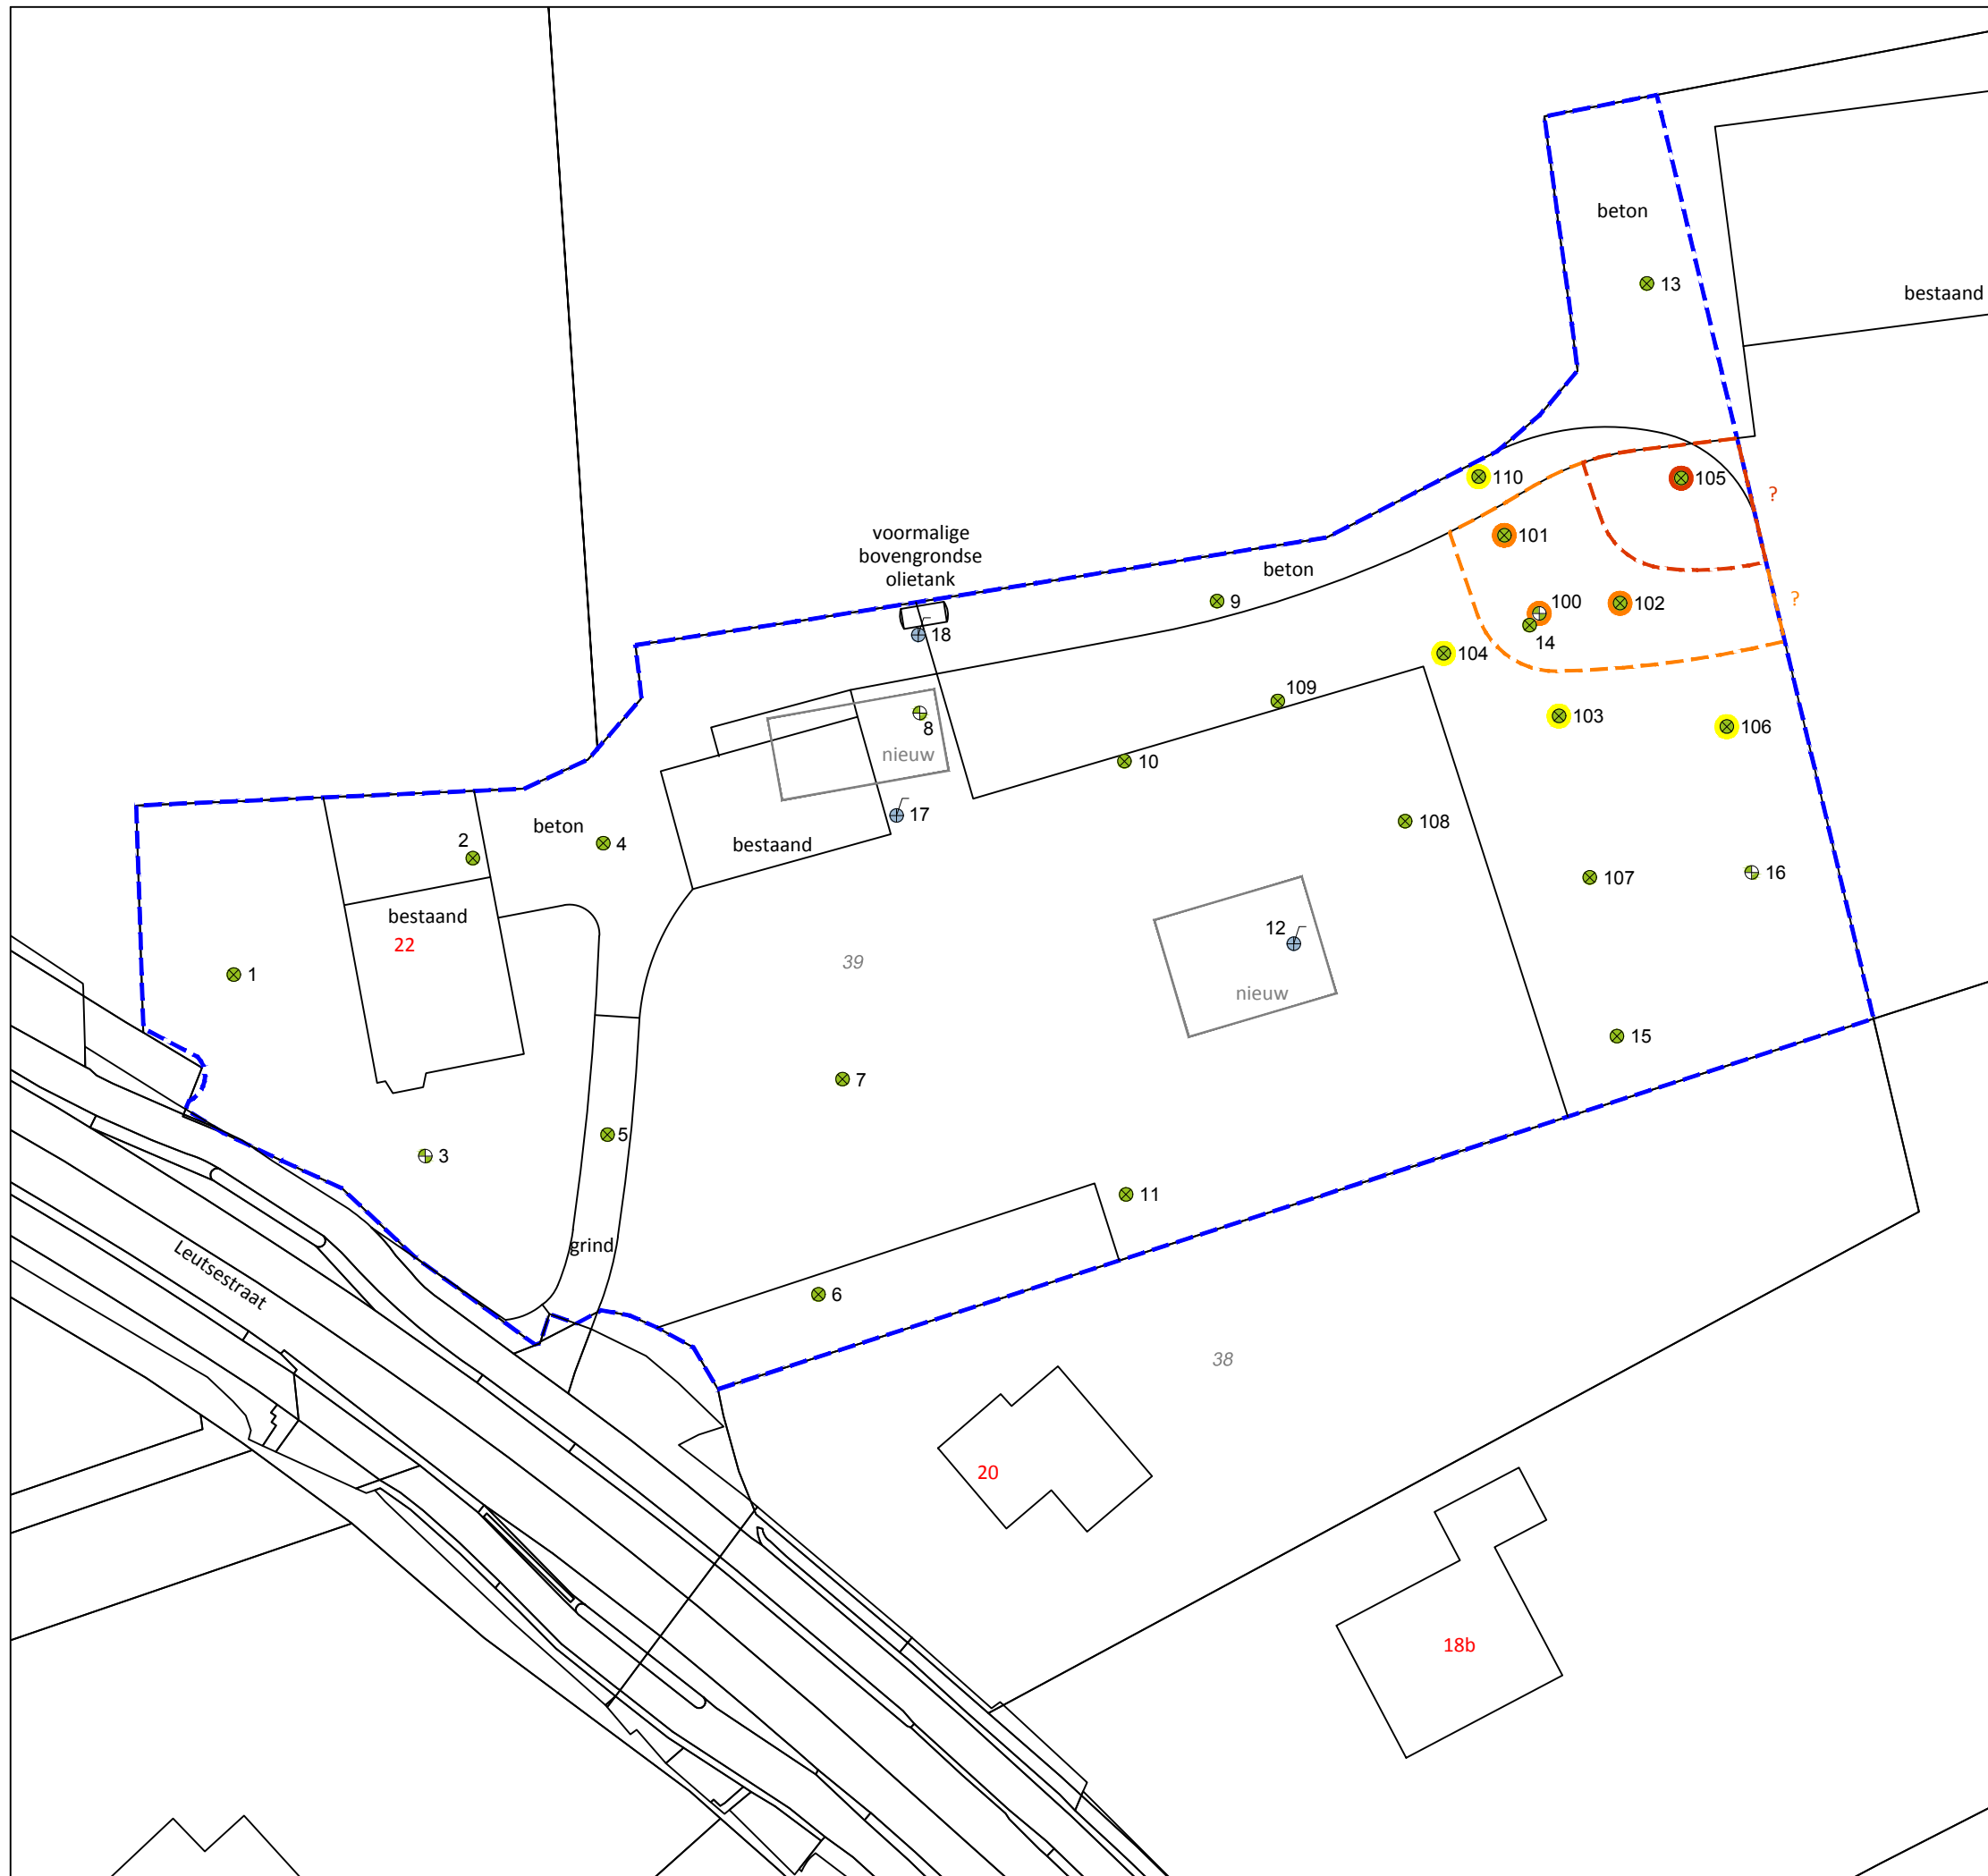 beton
13
bestaand
110
105
?
voormalige
bovengrondse
olietank
101
beton
?
9
100
102
18
14
104
109
103
106
8
nieuw
10
17
108
beton
4
2
bestaand
16
107
bestaand
12
22
39
1
nieuw
15
7
5
3
11
grind
Leutsestraat
6
38
20
18b